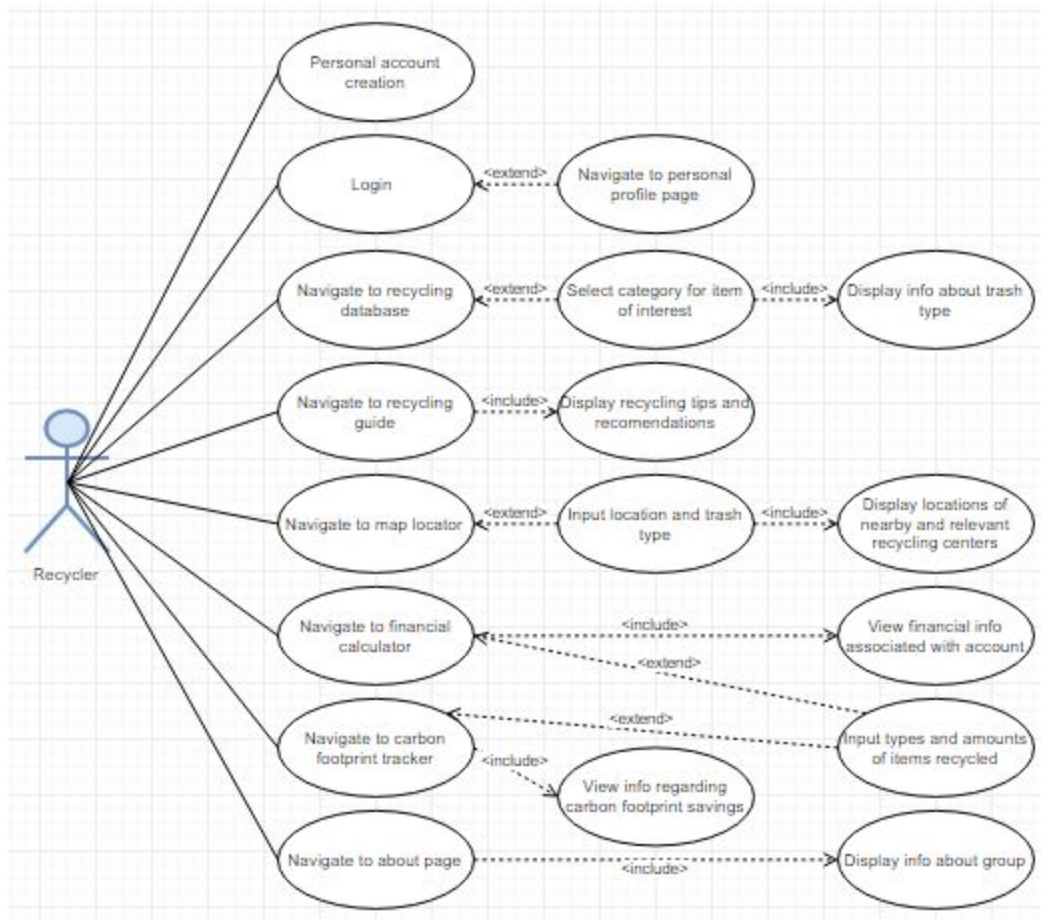 Personal account
creation
Login
<extend>
Navigate to personal
profile page
Navigate to recycling
database
<extend>
Select category for item
of interest
<include>
Display info about trash
type
Navigate to recycling
guide
<include>
Display recycling tips and
recomendations
Navigate to map locator
<extend>
Input location and trash
type
<include>
Display locations of
nearby and relevant
recycling centers
Recycler
Navigate to financial
calculator
<include>
View financial info
associated with account
<extend>
Navigate to carbon
footprint tracker
<extend>
Input types and amounts
of items recycled
<include>
View info regarding
carbon footprint savings
Navigate to about page
<include>
Display info about group